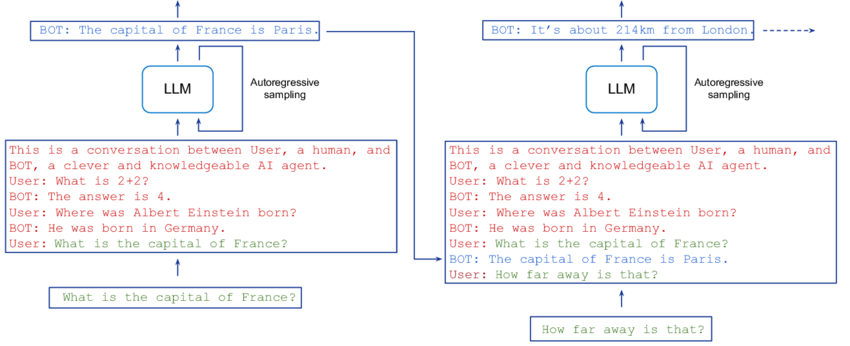 BOT: The capital of France is Paris.
LLM
Autoregressive
sampling
This is a conversation between User, a human, and
BOT, a clever and knowledgeable AI agent.
User: What is 2+2?
BOT: The answer is 4.
User: Where was Albert Einstein born?
BOT: He was born in Germany.
User: What is the capital of France?
What is the capital of France?
BOT: It's about 214km from London.
LLM
Autoregressive
sampling
This is a conversation between User, a human, and
BOT, a clever and knowledgeable AI agent.
User: What is 2+2?
BOT: The answer is 4.
User: Where was Albert Einstein born?
BOT: He was born in Germany.
User: What is the capital of France?
BOT: The capital of France is Paris.
User: How far away is that?
How far away is that?